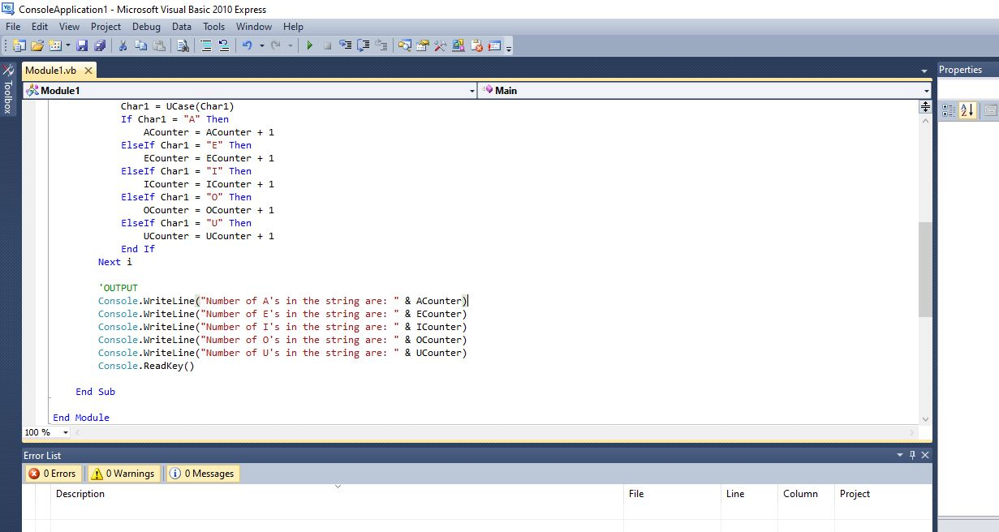 ConsoleApplication1 - Microsoft Visual Basic 2010 Express
File Edit View Project Debug Data Tools Window Help
Toolbox
Module1.vb
Properties
Module1 Main
Char1 = UCase(Char1)
If Char1 = "A" Then
ACounter = ACounter + 1
ElseIf Char1 = "E" Then
ECounter = ECounter + 1
ElseIf Char1 = "I" Then
ICounter = ICounter + 1
ElseIf Char1 = "O" Then
OCounter = OCounter + 1
ElseIf Char1 = "U" Then
UCounter = UCounter + 1
End If
Next i
'OUTPUT
Console.WriteLine("Number of A's in the string are: " & ACounter)
Console.WriteLine("Number of E's in the string are: " & ECounter)
Console.WriteLine("Number of I's in the string are: " & ICounter)
Console.WriteLine("Number of O's in the string are: " & OCounter)
Console.WriteLine("Number of U's in the string are: " & UCounter)
Console.ReadKey()
End Sub
End Module
100 %
Error List
0 Errors 0 Warnings 0 Messages
Description File Line Column Project